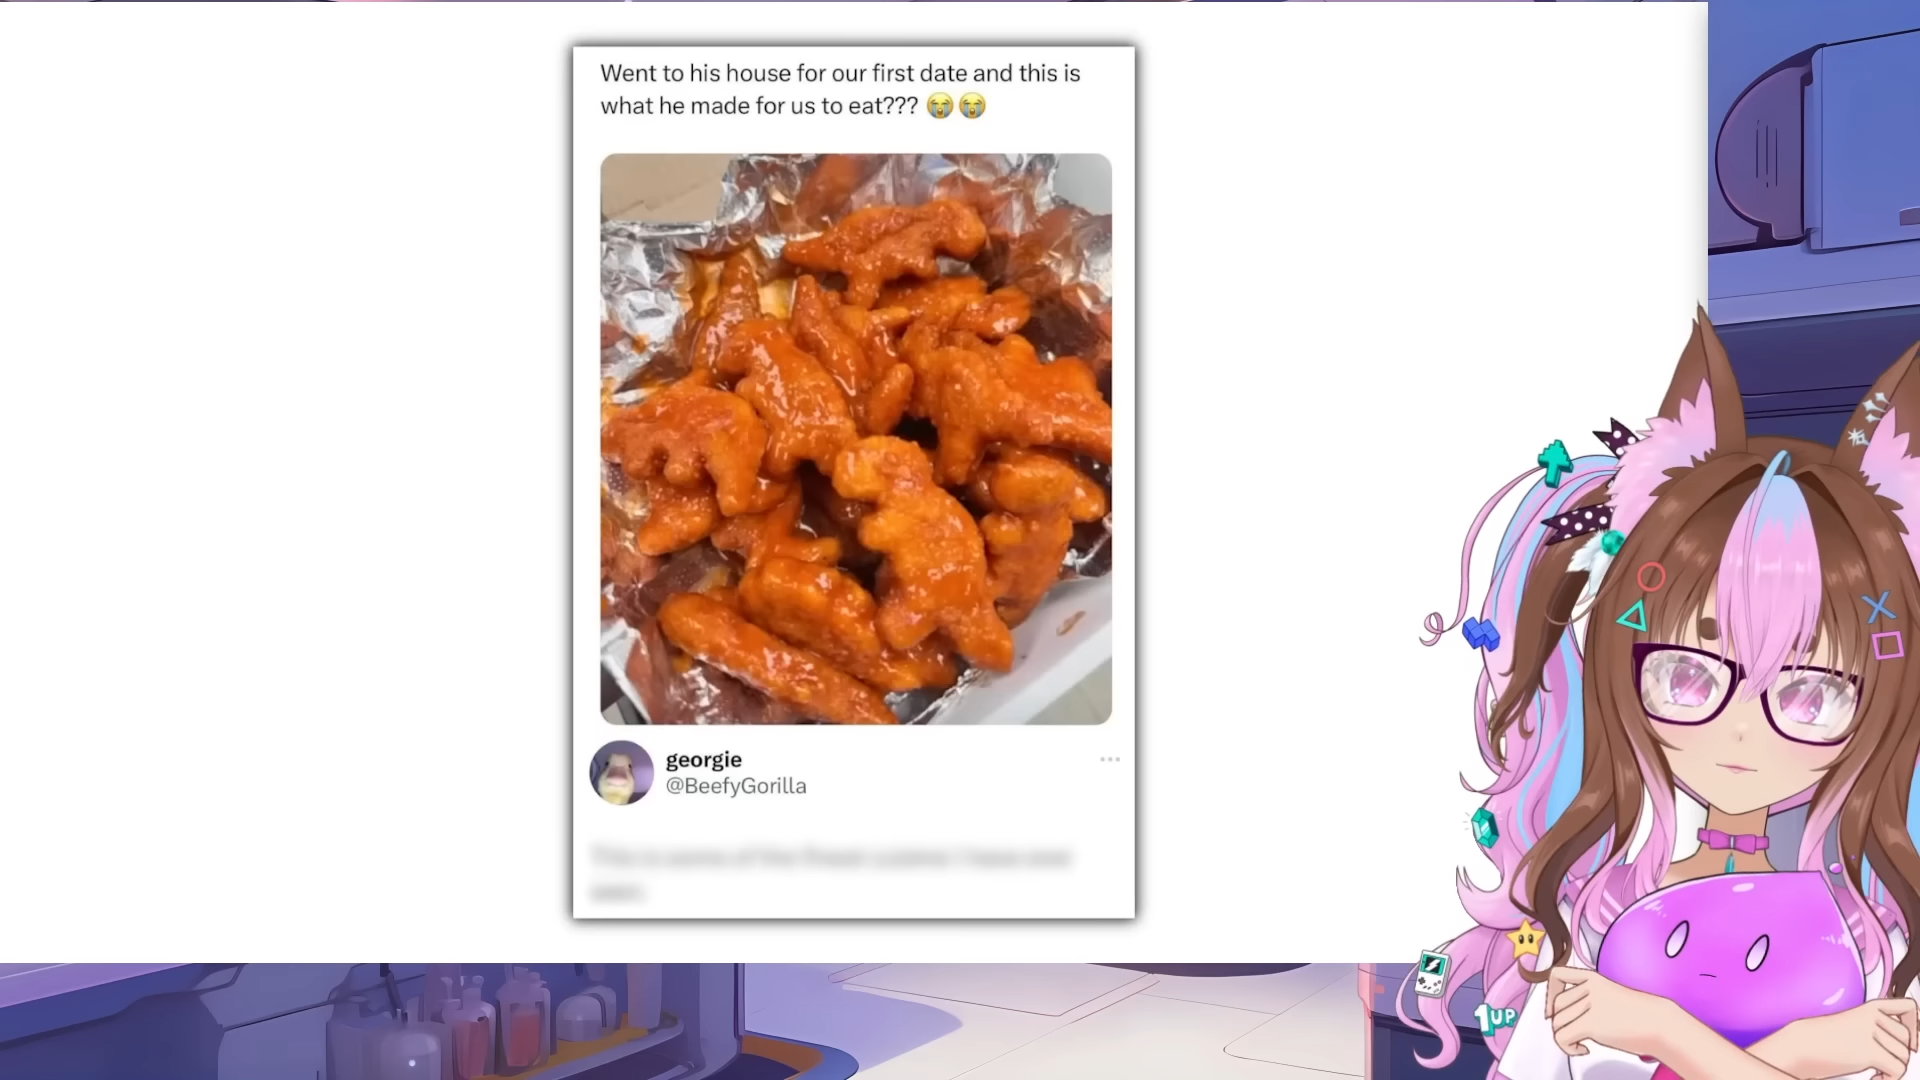 Went to his house for our first date and this is
what he made for us to eat??? 😭😭
georgie
@BeefyGorilla
1UP